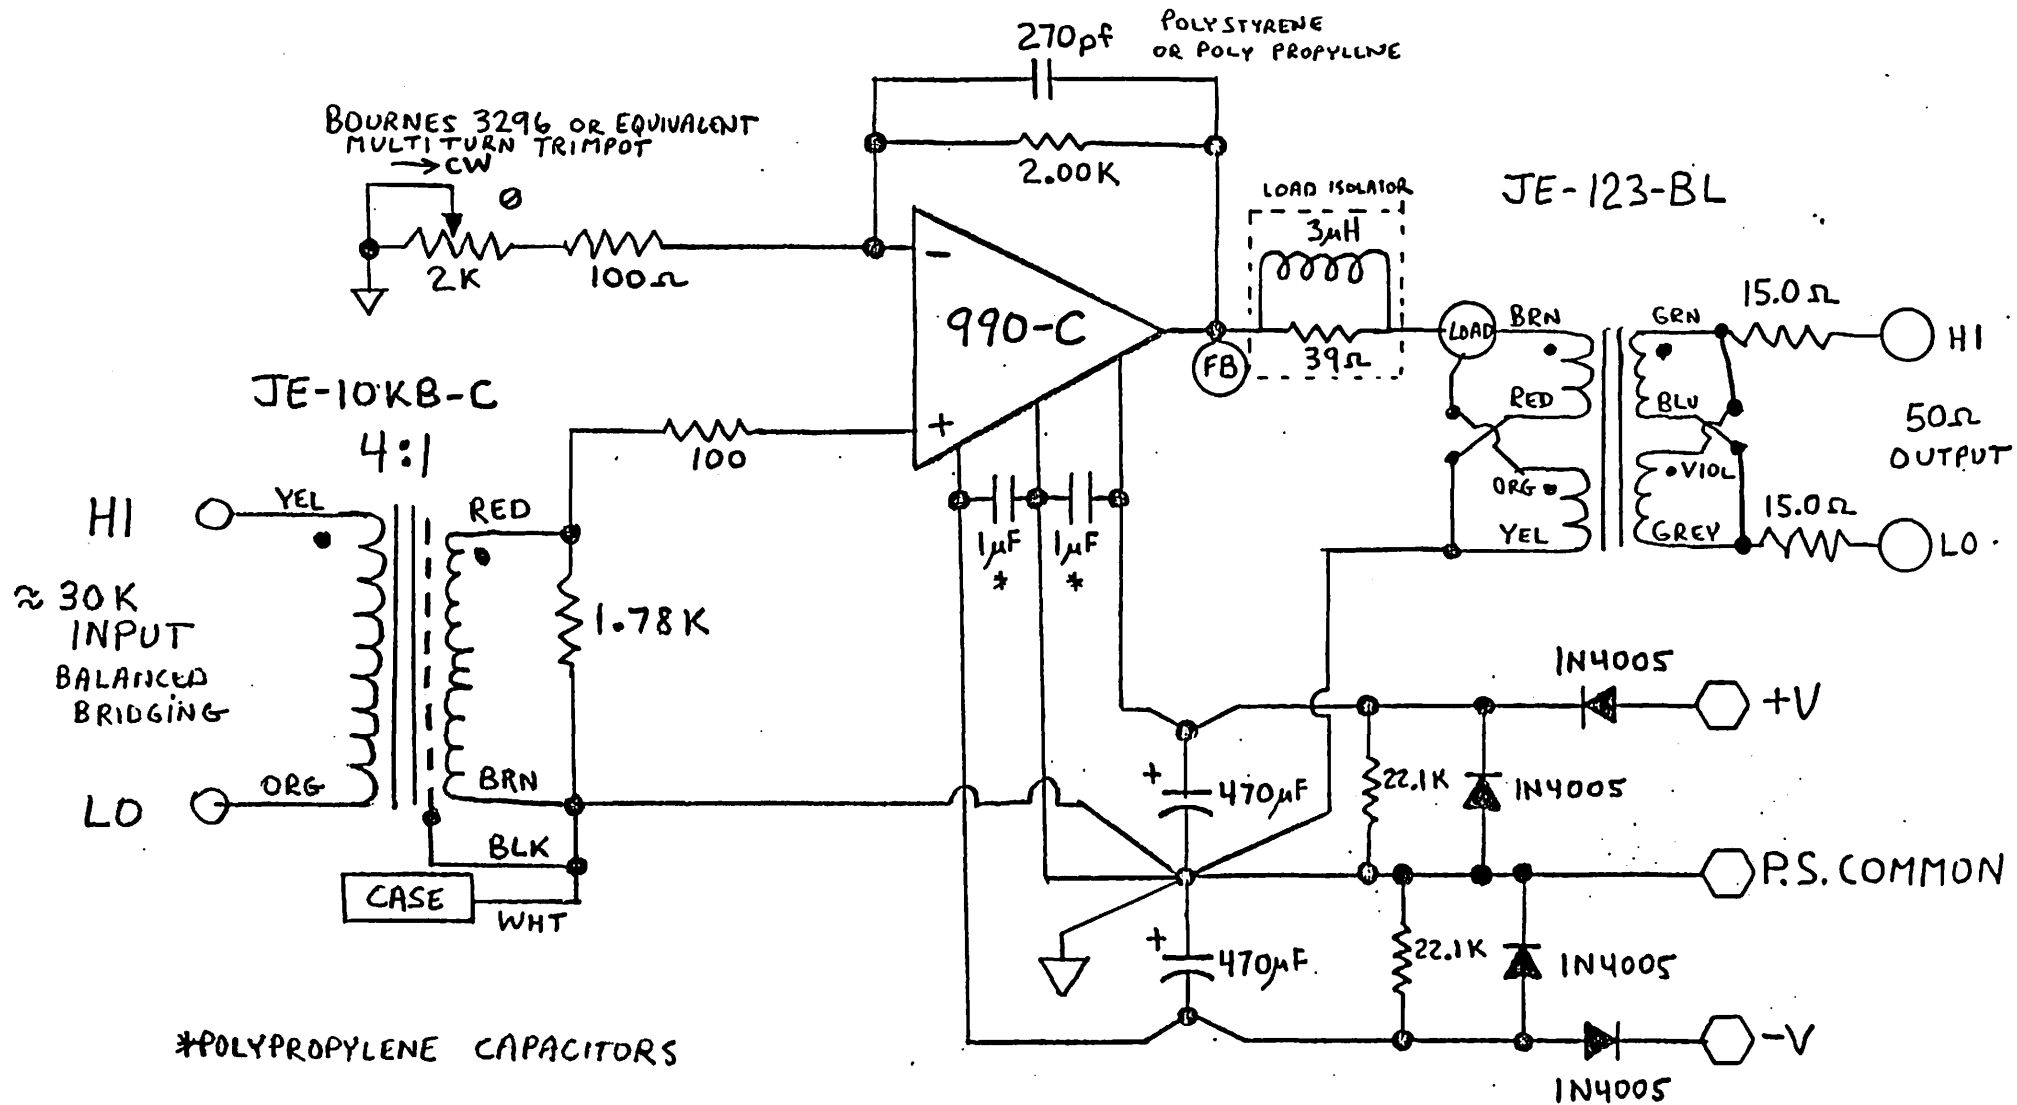 270pf
POLYSTYRENE
OR POLY PROPYLENE
BOURNES 3296 OR EQUIVALENT
MULTITURN TRIMPOT
→ CW
Ø
2K
100Ω
2.00K
LOAD ISOLATOR
3μH
39Ω
JE-123-BL
990-C
−
+
FB
LOAD
BRN
RED
ORG
YEL
GRN
BLU
VIOL
GREY
15.0Ω
HI
50Ω
OUTPUT
15.0Ω
LO
JE-10KB-C
4:1
HI
YEL
RED
100
≈ 30K
INPUT
BALANCED
BRIDGING
1.78K
1μF
*
1μF
*
LO
ORG
BRN
BLK
CASE
WHT
1N4005
+V
+
470μF
22.1K
1N4005
P.S. COMMON
+
470μF
22.1K
1N4005
-V
1N4005
*POLYPROPYLENE CAPACITORS